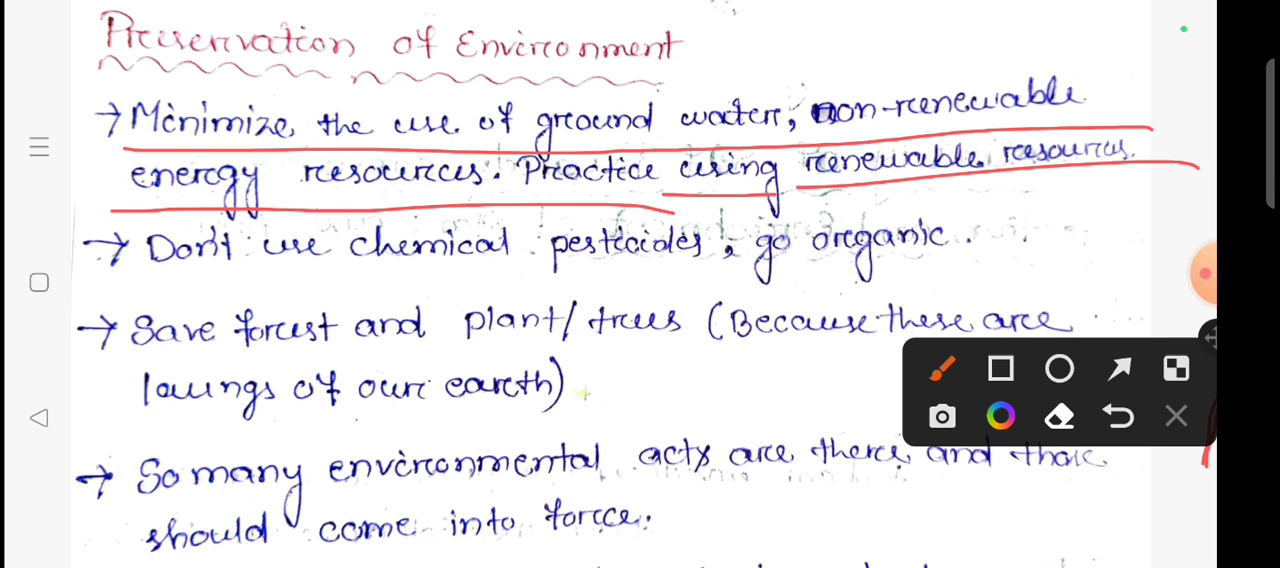 Preservation of Environment
→ Minimize the use of ground water, non-renewable
energy resources. Practice using renewable resources.
→ Don't use chemical pesticides, go organic.
→ Save forest and plant/trees (Because these are
lungs of our earth)
→ So many environmental acts are there and those
should come into force.